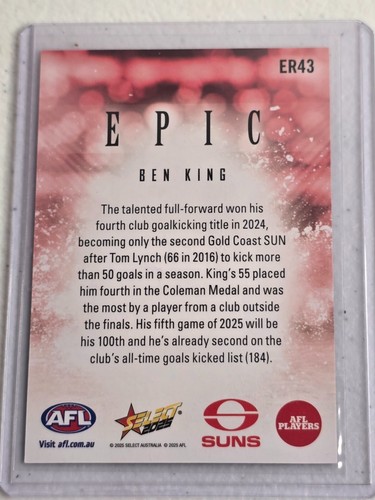 ER43
EPIC
BEN KING
The talented full-forward won his
fourth club goalkicking title in 2024,
becoming only the second Gold Coast SUN
after Tom Lynch (66 in 2016) to kick more
than 50 goals in a season. King's 55 placed
him fourth in the Coleman Medal and was
the most by a player from a club outside
the finals. His fifth game of 2025 will be
his 100th and he's already second on the
club's all-time goals kicked list (184).
AFL
Visit afl.com.au
SELECT
2025
© 2025 SELECT AUSTRALIA © 2025 AFL
SUNS
AFL
PLAYERS